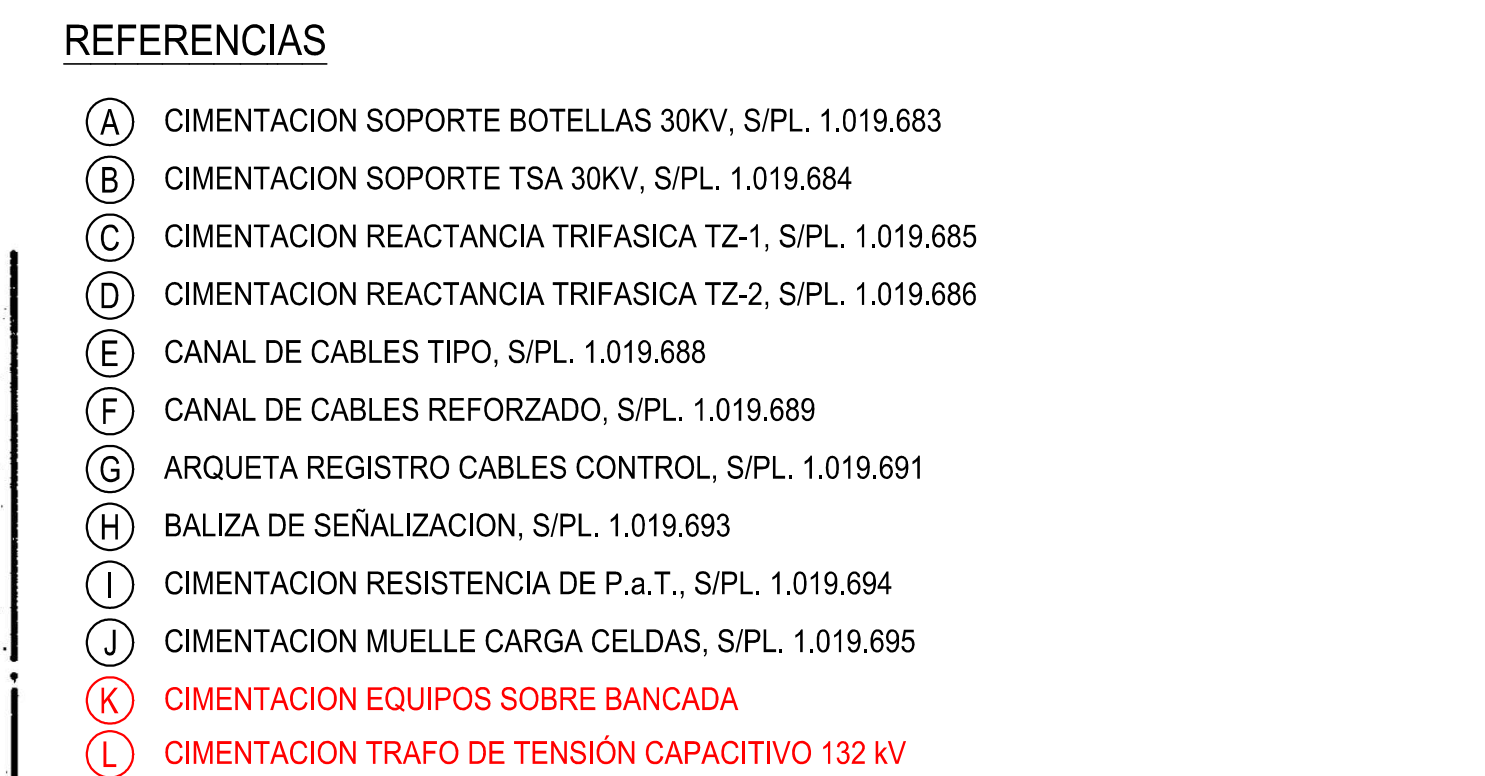 REFERENCIAS
A CIMENTACION SOPORTE BOTELLAS 30KV, S/PL. 1.019.683
B CIMENTACION SOPORTE TSA 30KV, S/PL. 1.019.684
C CIMENTACION REACTANCIA TRIFASICA TZ-1, S/PL. 1.019.685
D CIMENTACION REACTANCIA TRIFASICA TZ-2, S/PL. 1.019.686
E CANAL DE CABLES TIPO, S/PL. 1.019.688
F CANAL DE CABLES REFORZADO, S/PL. 1.019.689
G ARQUETA REGISTRO CABLES CONTROL, S/PL. 1.019.691
H BALIZA DE SEÑALIZACION, S/PL. 1.019.693
I CIMENTACION RESISTENCIA DE P.a.T., S/PL. 1.019.694
J CIMENTACION MUELLE CARGA CELDAS, S/PL. 1.019.695
K CIMENTACION EQUIPOS SOBRE BANCADA
L CIMENTACION TRAFO DE TENSIÓN CAPACITIVO 132 kV